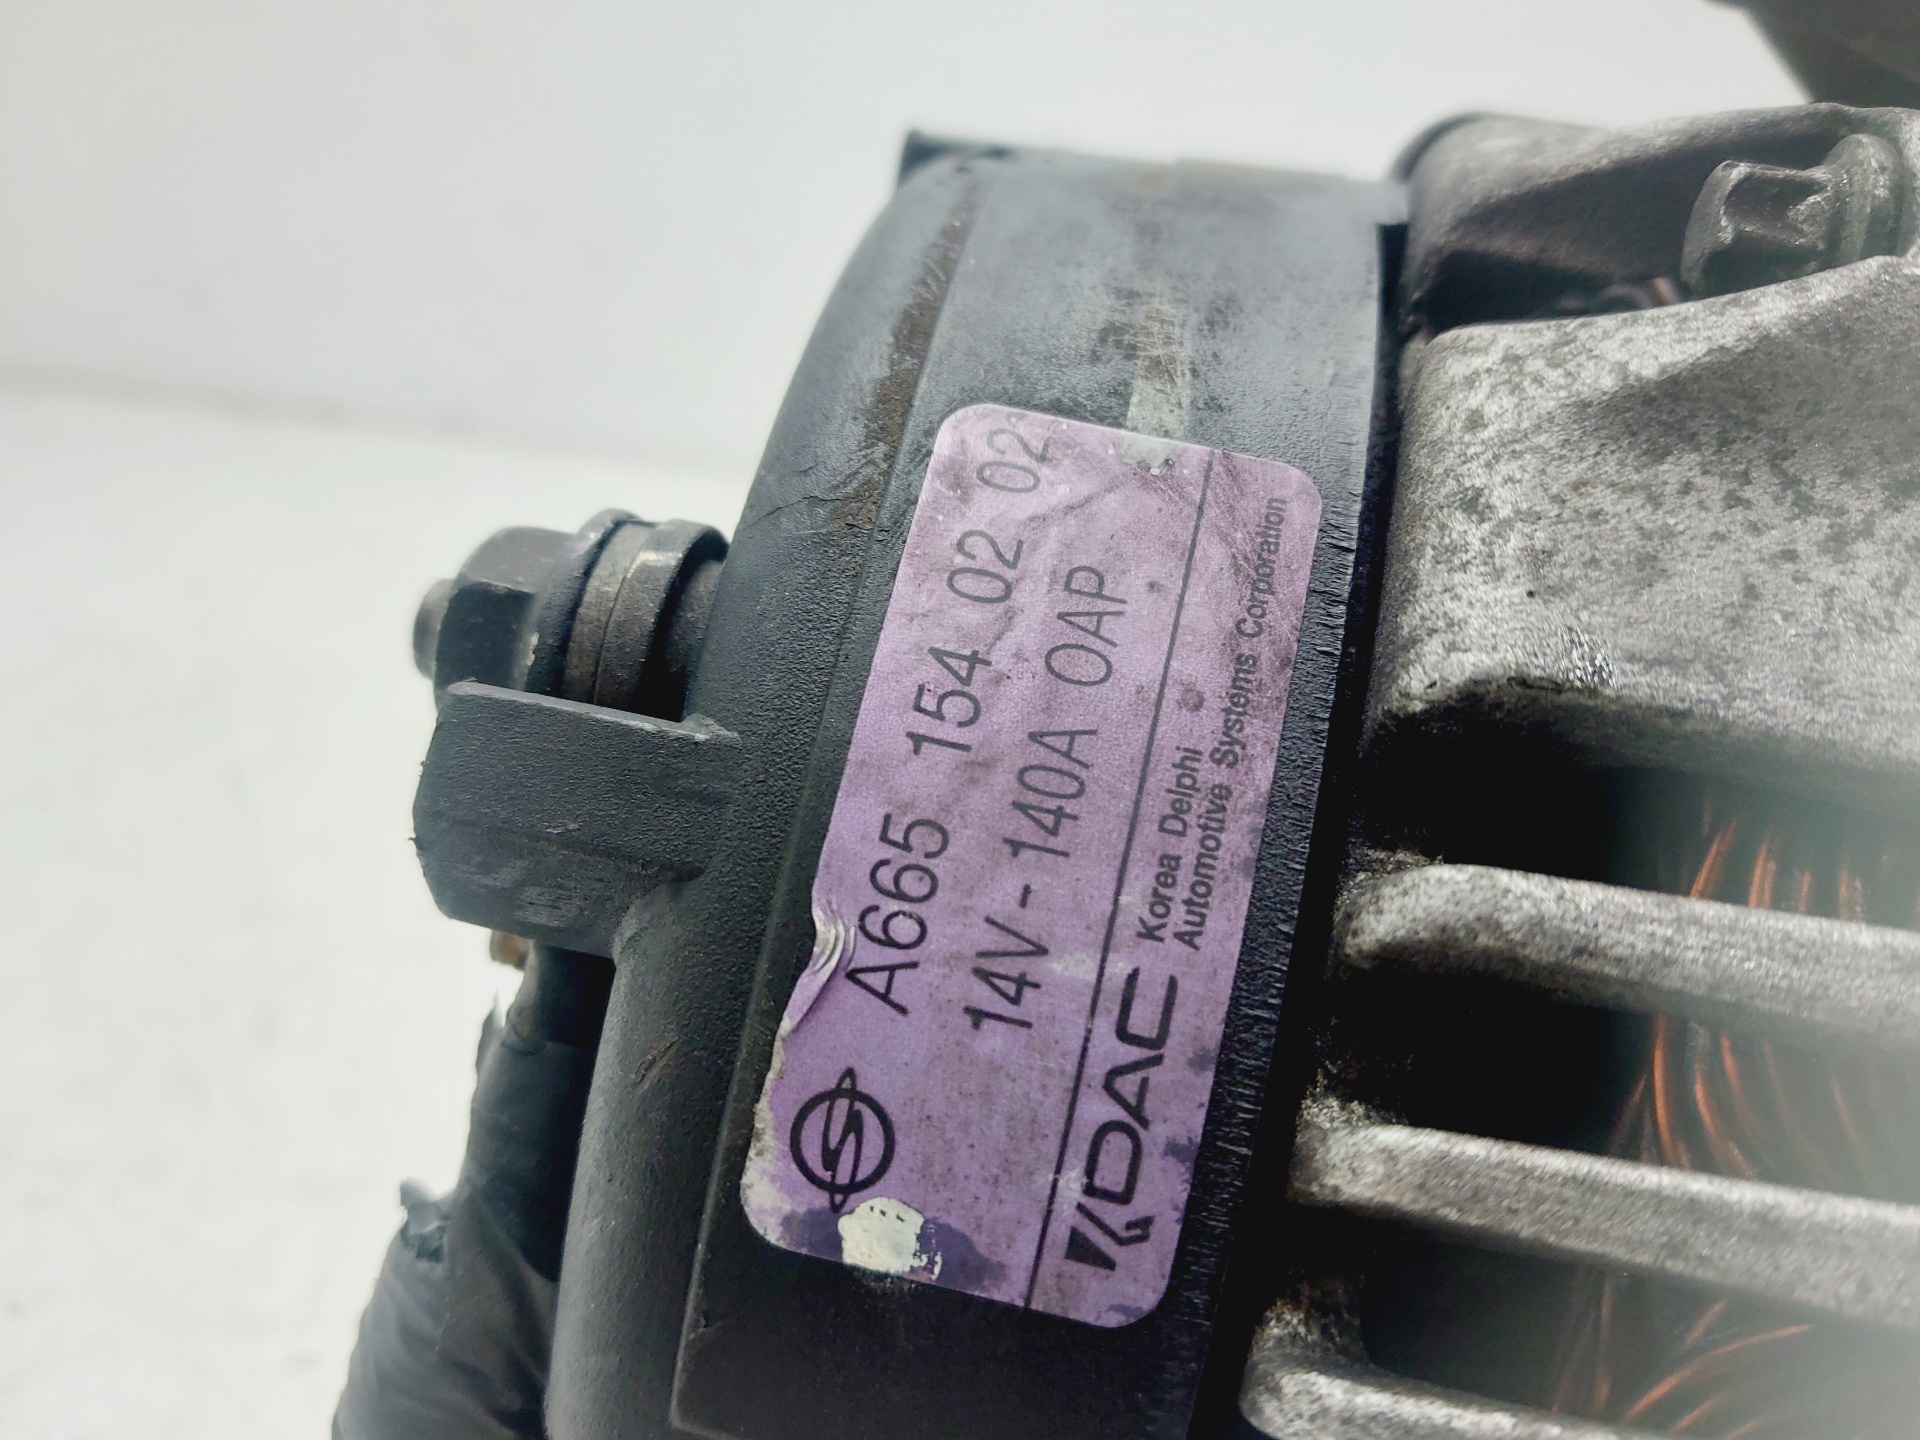 A665 154 02 02
14V - 140A OAP
KDAC Korea Delphi
Automotive Systems Corporation